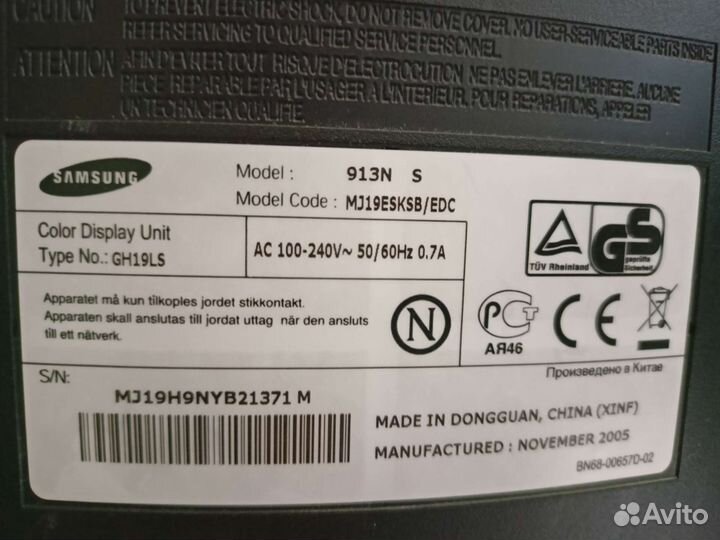 CAUTION
TO PREVENT ELECTRIC SHOCK, DO NOT REMOVE COVER. NO USER-SERVICEABLE PARTS INSIDE
REFER SERVICING TO QUALIFIED SERVICE PERSONNEL.
ATTENTION
AFIN D'EVITER TOUT RISQUE D'ELECTROCUTION NE PAS ENLEVER L'ARRIERE, AUCUNE
PIECE REPARABLE PAR L'USAGER A L'INTERIEUR. POUR REPARATIONS, APPELER
UN TECHNICIEN QUALIFIE.
SAMSUNG
Model : 913N S
Model Code : MJ19ESKSB/EDC
Color Display Unit
Type No.: GH19LS
AC 100-240V~ 50/60Hz 0.7A
TÜV Rheinland
GS
geprüfte
Sicherheit
Apparatet må kun tilkoples jordet stikkontakt.
Apparaten skall anslutas till jordat uttag när den ansluts
till ett nätverk.
N
РСТ
АЯ46
CE
S/N:
MJ19H9NYB21371 M
Произведено в Китае
MADE IN DONGGUAN, CHINA (XINF)
MANUFACTURED : NOVEMBER 2005
BN68-00657D-02
Avito